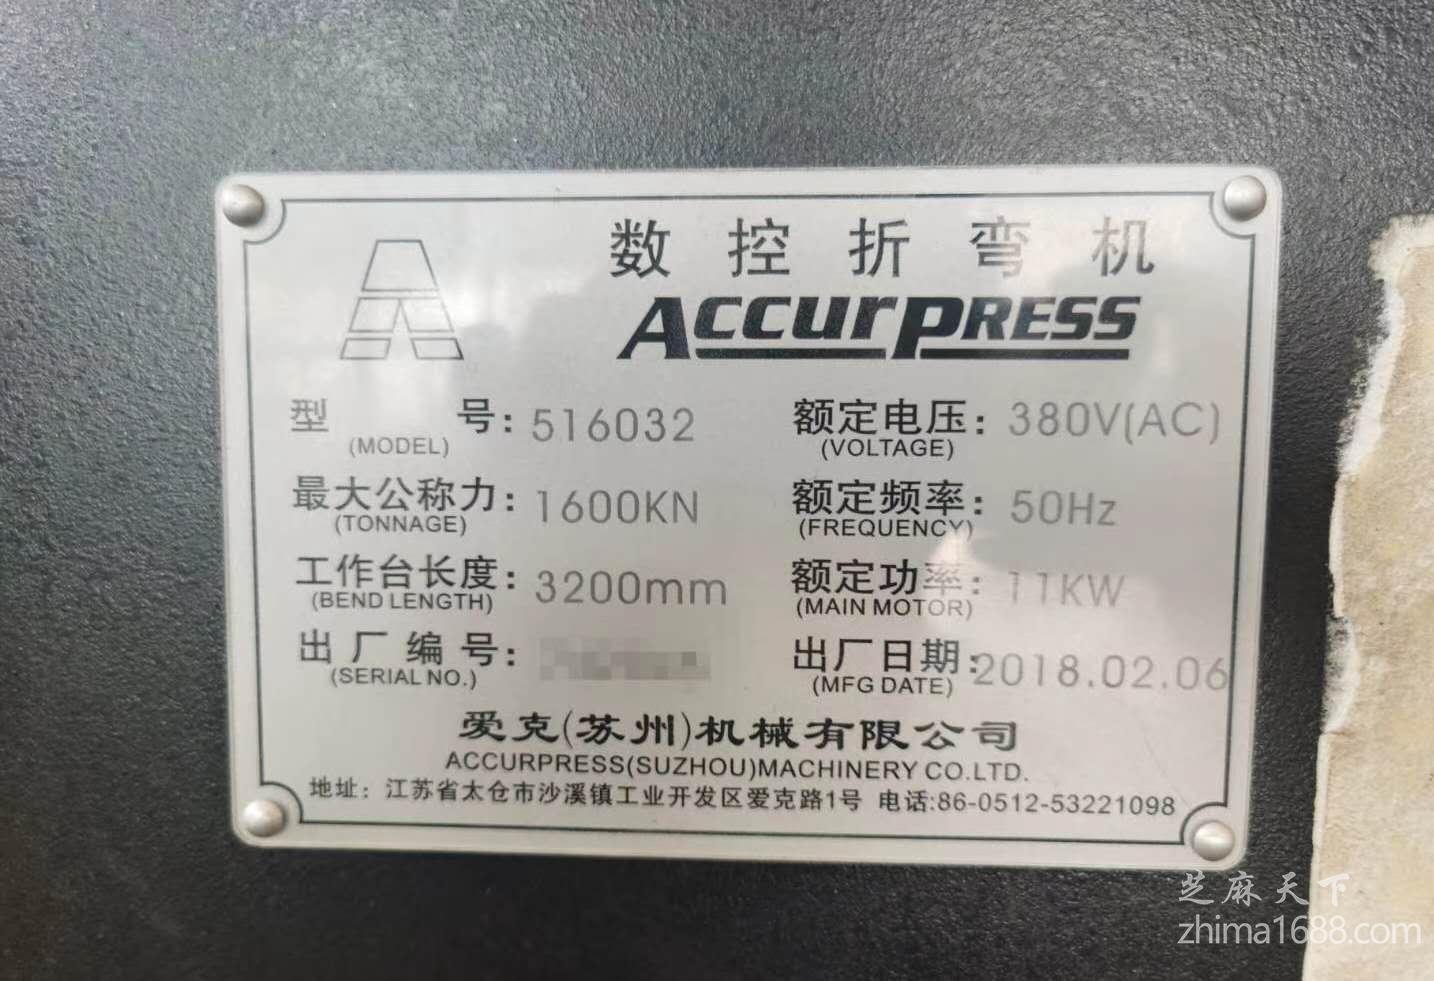 数控折弯机
ACCURPRESS
型 号: 516032 额定电压: 380V(AC)
(MODEL) (VOLTAGE)
最大公称力: 1600KN 额定频率: 50Hz
(TONNAGE) (FREQUENCY)
工作台长度: 3200mm 额定功率: 11KW
(BEND LENGTH) (MAIN MOTOR)
出厂编号: 出厂日期: 2018.02.06
(SERIAL NO.) (MFG DATE)
爱克(苏州)机械有限公司
ACCURPRESS(SUZHOU)MACHINERY CO.LTD.
地址: 江苏省太仓市沙溪镇工业开发区爱克路1号 电话:86-0512-53221098
芝麻天下
zhima1688.com